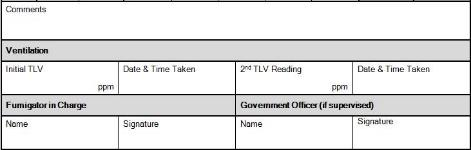 Comments
Ventilation
Initial TLV Date & Time Taken 2nd TLV Reading Date & Time Taken
ppm ppm
Fumigator in Charge Government Officer (if supervised)
Name Signature Name Signature